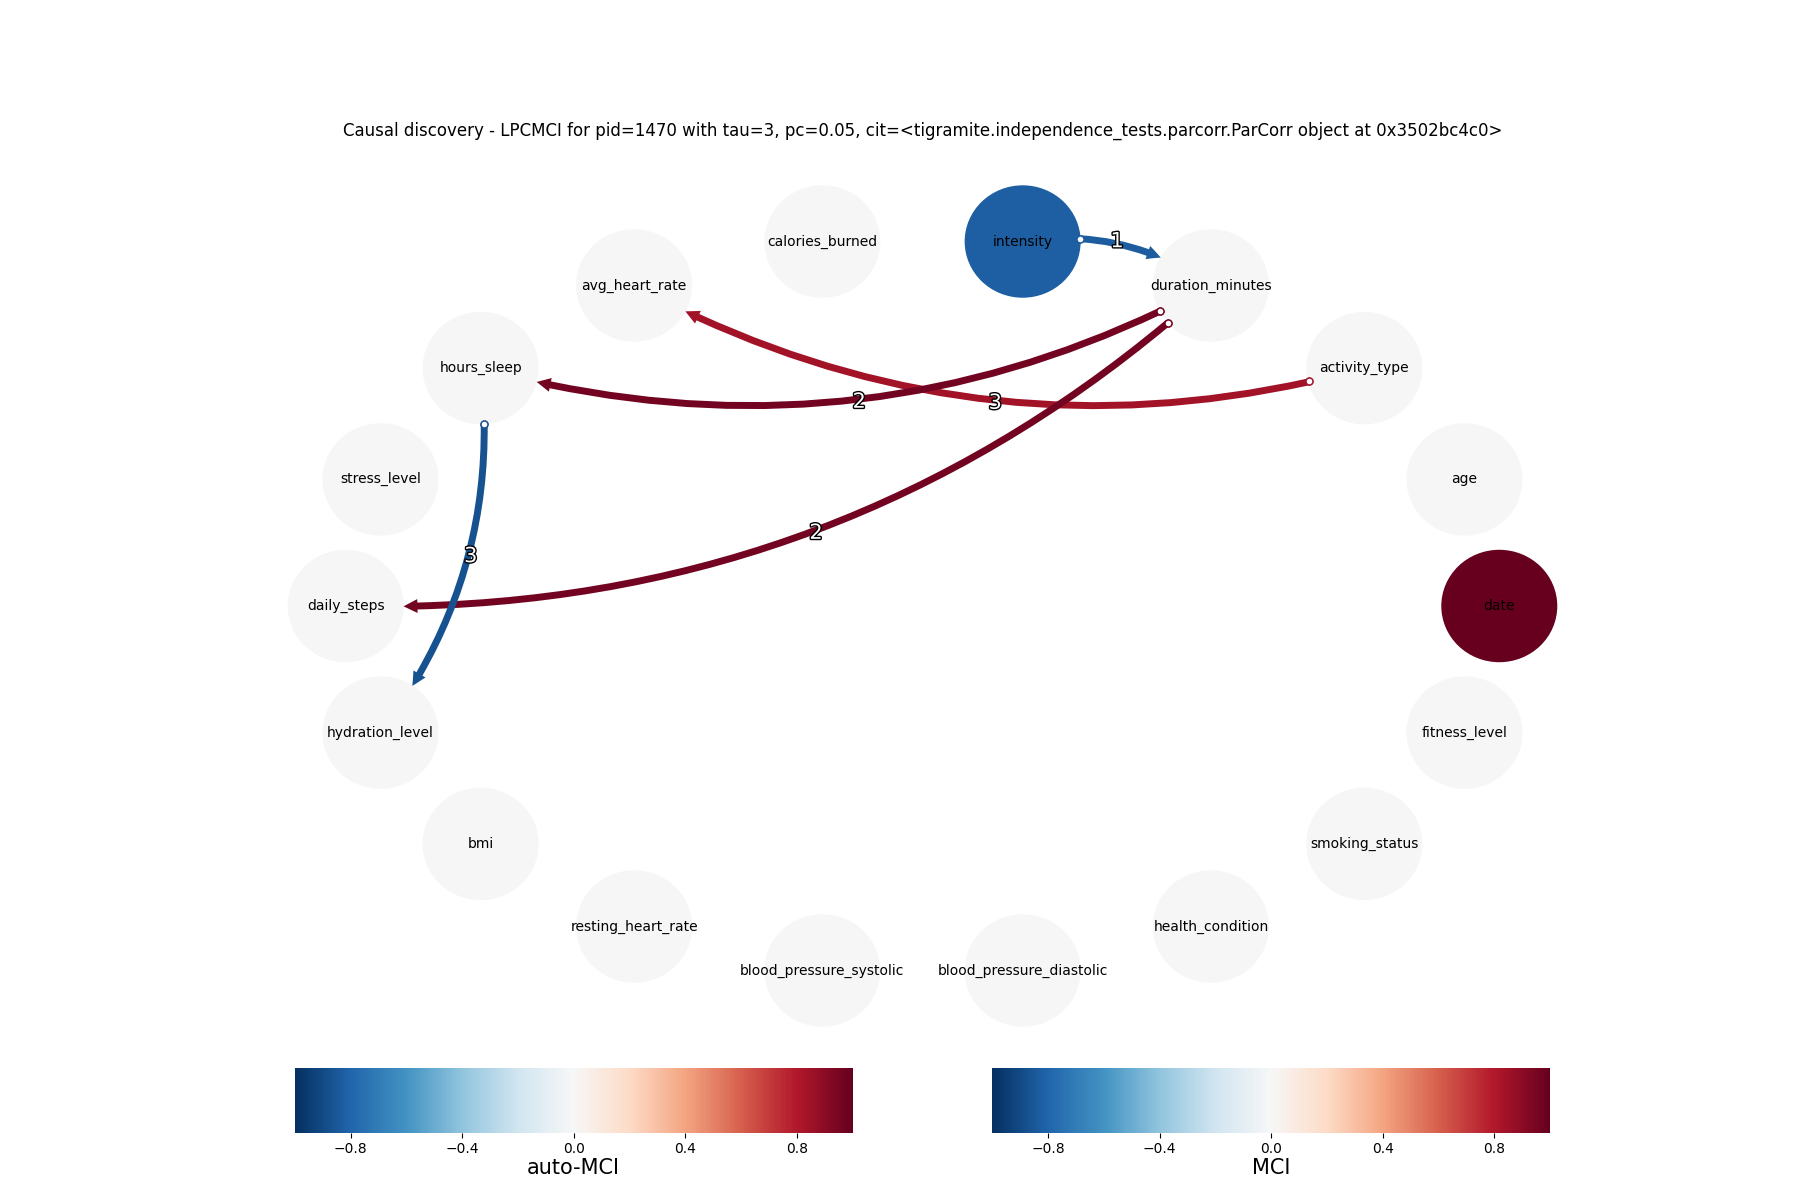 Causal discovery - LPCMCI for pid=1470 with tau=3, pc=0.05, cit=<tigramite.independence_tests.parcorr.ParCorr object at 0x3502bc4c0>
calories_burned
intensity
1
avg_heart_rate
duration_minutes
hours_sleep
activity_type
2
3
stress_level
age
2
3
daily_steps
date
hydration_level
fitness_level
bmi
smoking_status
resting_heart_rate
health_condition
blood_pressure_systolic
blood_pressure_diastolic
−0.8 −0.4 0.0 0.4 0.8
auto-MCI
−0.8 −0.4 0.0 0.4 0.8
MCI